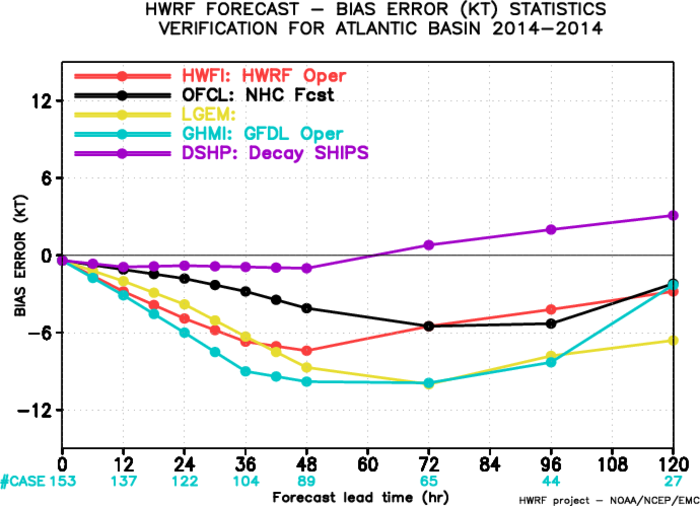 HWRF FORECAST – BIAS ERROR (KT) STATISTICS
VERIFICATION FOR ATLANTIC BASIN 2014–2014
HWFI: HWRF Oper
OFCL: NHC Fcst
LGEM:
GHMI: GFDL Oper
DSHP: Decay SHIPS
BIAS ERROR (KT)
12
6
0
−6
−12
0 12 24 36 48 60 72 84 96 108 120
#CASE 153 137 122 104 89 65 44 27
Forecast lead time (hr)
HWRF project – NOAA/NCEP/EMC